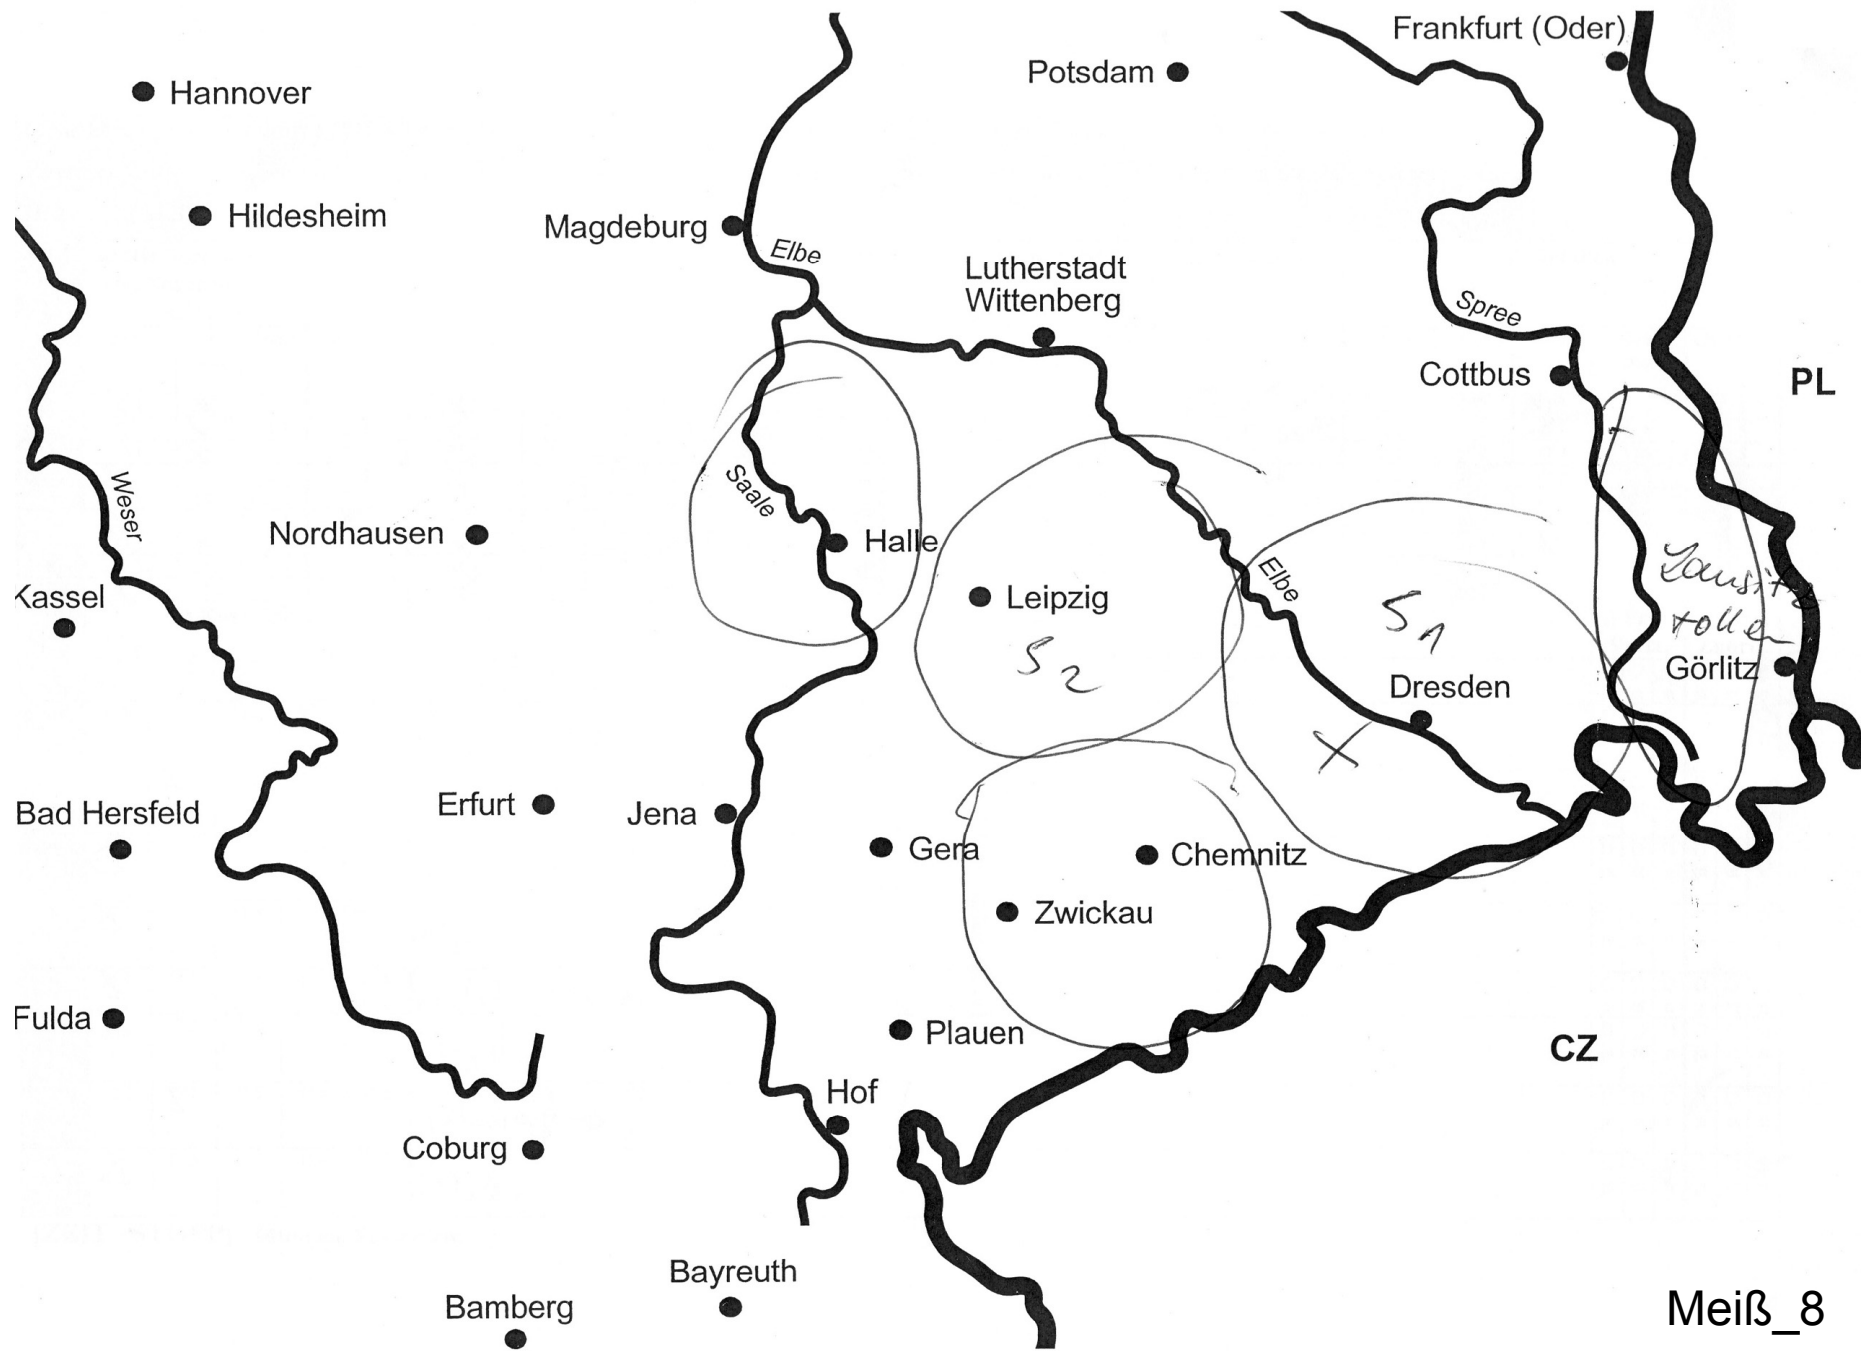 Frankfurt (Oder)
Potsdam
Hannover
Hildesheim
Magdeburg
Elbe
Lutherstadt
Wittenberg
Spree
Cottbus
PL
Weser
Saale
Nordhausen
Halle
Kassel
Leipzig
Elbe
S1
S2
Lausitz
rollen
Görlitz
Dresden
X
Bad Hersfeld
Erfurt
Jena
Gera
Chemnitz
Zwickau
Fulda
Plauen
CZ
Hof
Coburg
Bayreuth
Bamberg
Meiß_8